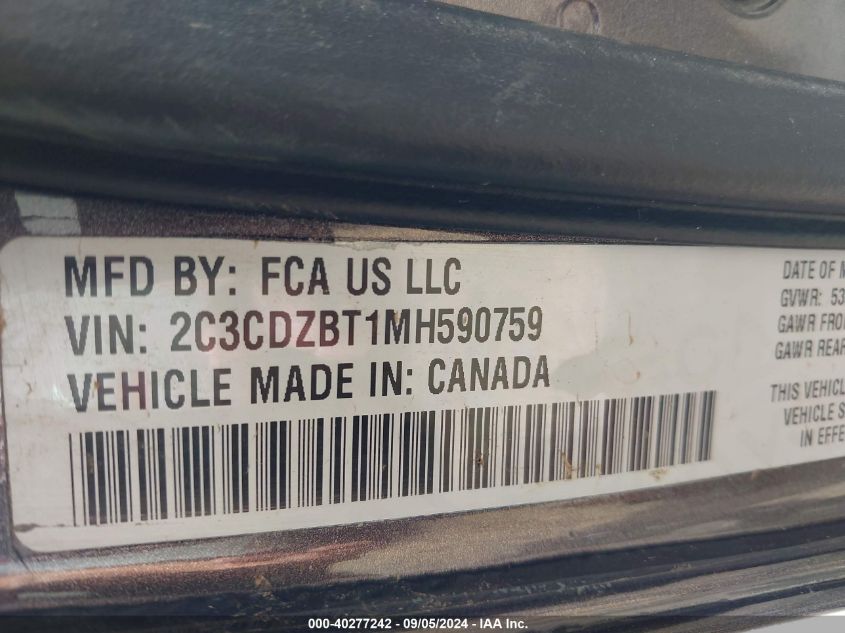 MFD BY: FCA US LLC
VIN: 2C3CDZBT1MH590759
VEHICLE MADE IN: CANADA
DATE OF M
GVWR: 53
GAWR FRO
GAWR REAR
THIS VEHICL
VEHICLE S
IN EFFE
000-40277242 - 09/05/2024 - IAA Inc.